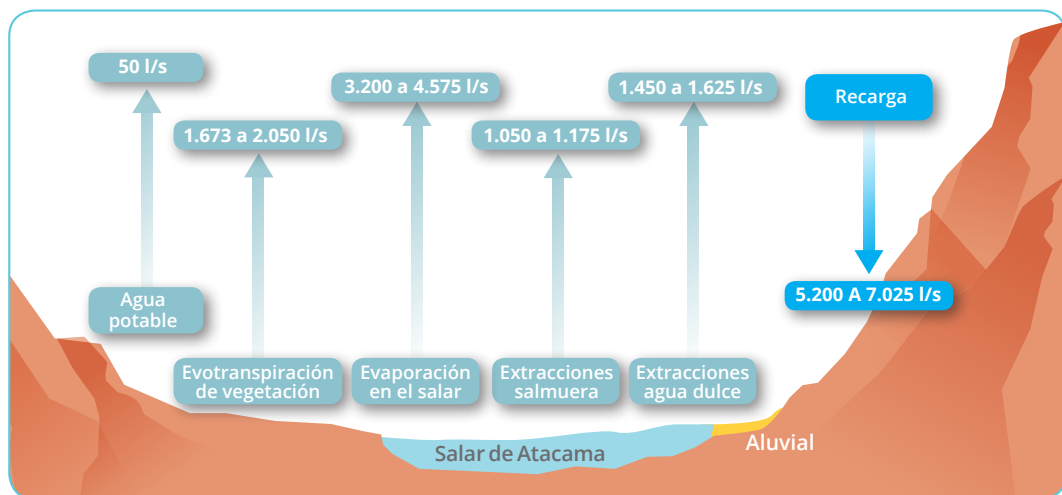 50 l/s
3.200 a 4.575 l/s
1.450 a 1.625 l/s
Recarga
1.673 a 2.050 l/s
1.050 a 1.175 l/s
5.200 A 7.025 l/s
Agua
potable
Evotranspiración
de vegetación
Evaporación
en el salar
Extracciones
salmuera
Extracciones
agua dulce
Salar de Atacama
Aluvial